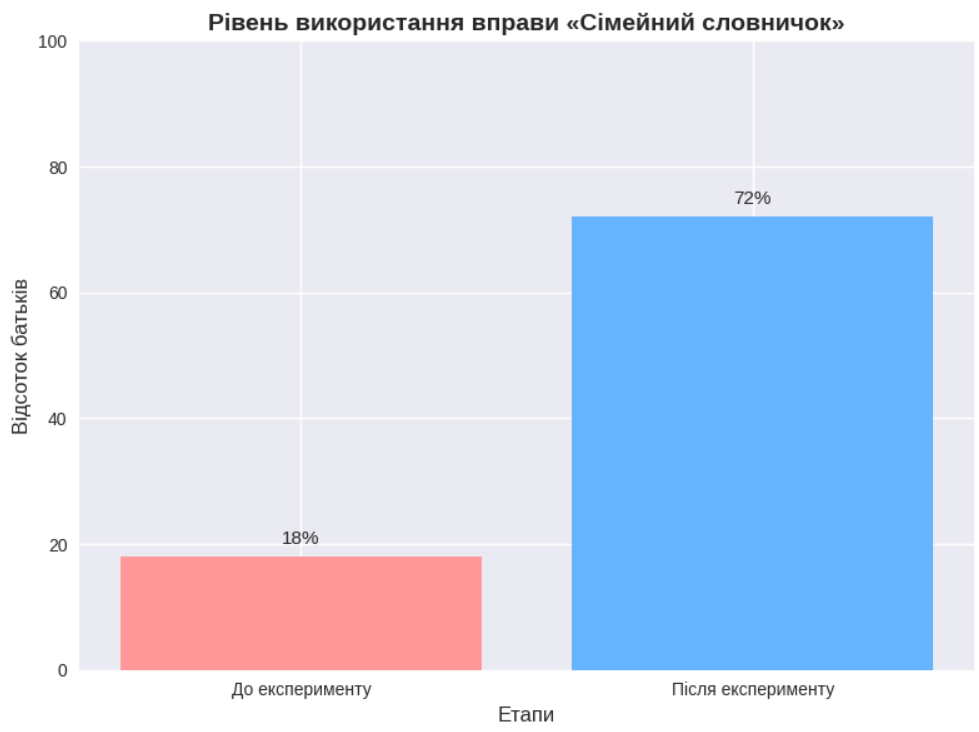 Рівень використання вправи «Сімейний словничок»
100
80
60
40
20
0
Відсоток батьків
18%
72%
До експерименту
Після експерименту
Етапи